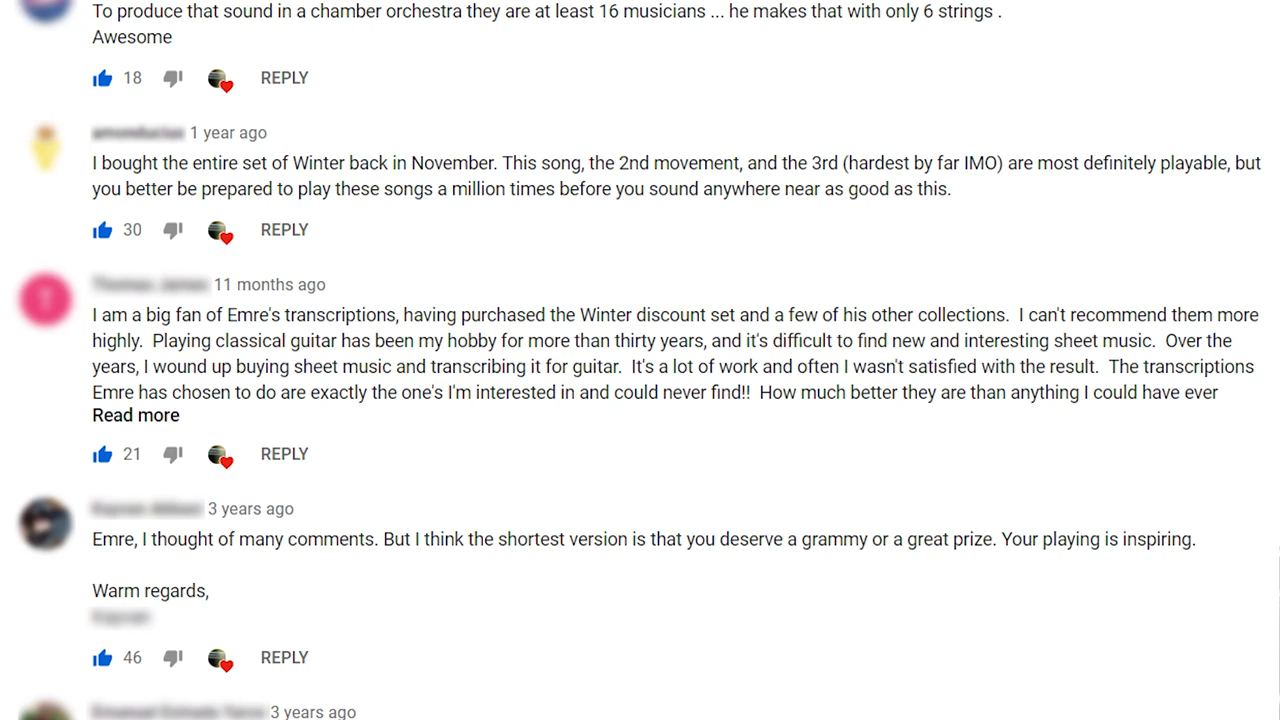 To produce that sound in a chamber orchestra they are at least 16 musicians ... he makes that with only 6 strings .
Awesome
18 REPLY
1 year ago
I bought the entire set of Winter back in November. This song, the 2nd movement, and the 3rd (hardest by far IMO) are most definitely playable, but
you better be prepared to play these songs a million times before you sound anywhere near as good as this.
30 REPLY
11 months ago
I am a big fan of Emre's transcriptions, having purchased the Winter discount set and a few of his other collections.  I can't recommend them more
highly.  Playing classical guitar has been my hobby for more than thirty years, and it's difficult to find new and interesting sheet music.  Over the
years, I wound up buying sheet music and transcribing it for guitar.  It's a lot of work and often I wasn't satisfied with the result.  The transcriptions
Emre has chosen to do are exactly the one's I'm interested in and could never find!!  How much better they are than anything I could have ever
Read more
21 REPLY
3 years ago
Emre, I thought of many comments. But I think the shortest version is that you deserve a grammy or a great prize. Your playing is inspiring.
Warm regards,
46 REPLY
3 years ago